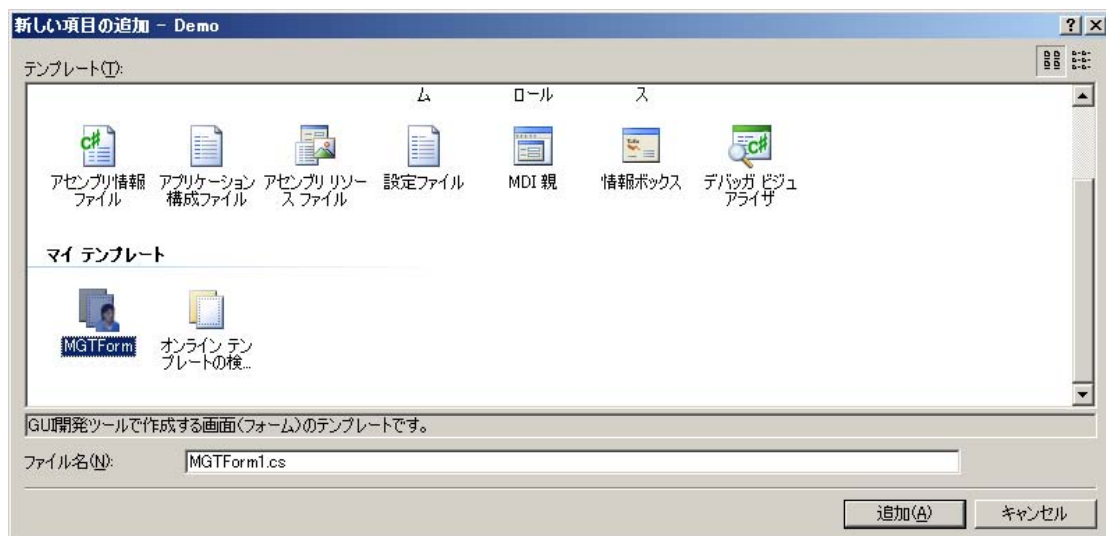 新しい項目の追加 - Demo
テンプレート(T):
ム ロール ス
アセンブリ情報 アプリケーション アセンブリ リソー 設定ファイル MDI 親 情報ボックス デバッガ ビジュ
ファイル 構成ファイル ス ファイル アライザ
マイ テンプレート
MGTForm オンライン テン
プレートの検...
GUI開発ツールで作成する画面(フォーム)のテンプレートです。
ファイル名(N): MGTForm1.cs
追加(A) キャンセル